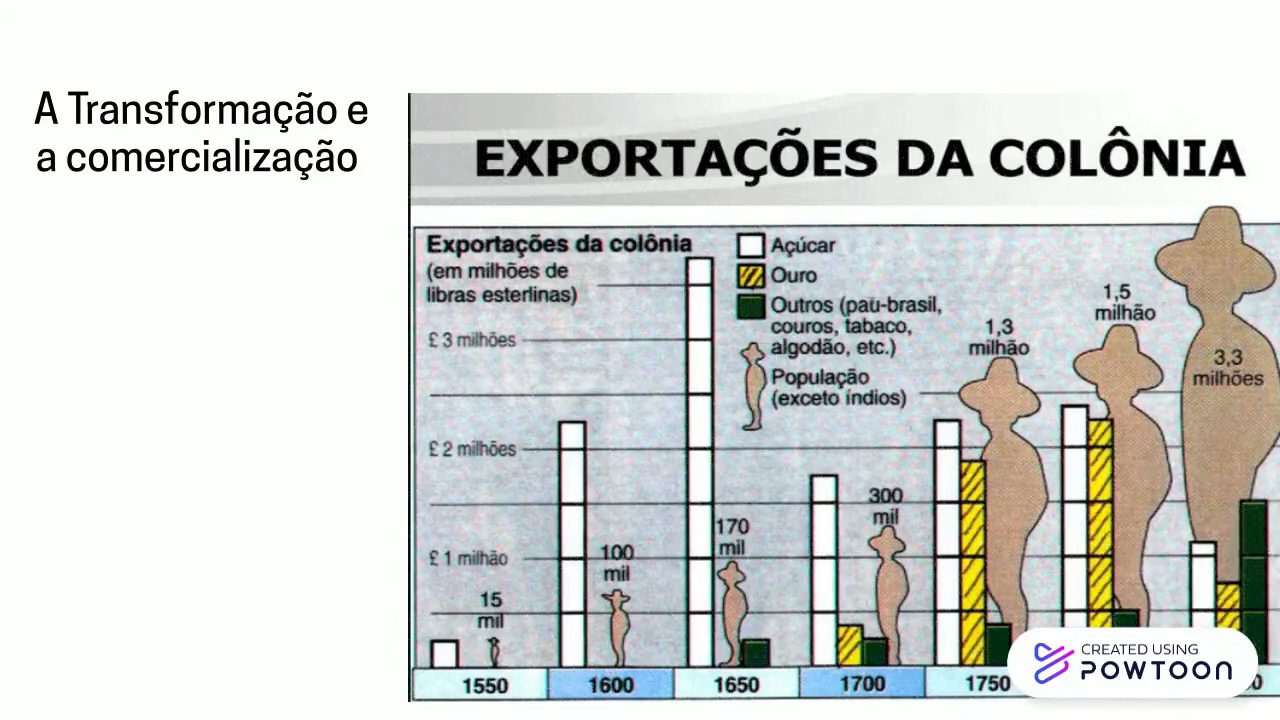 A Transformação e
a comercialização
EXPORTAÇÕES DA COLÔNIA
Exportações da colônia
(em milhões de
libras esterlinas)
£ 3 milhões
£ 2 milhões
£ 1 milhão
Açúcar
Ouro
Outros (pau-brasil,
couros, tabaco,
algodão, etc.)
População
(exceto índios)
15
mil
100
mil
170
mil
300
mil
1,3
milhão
1,5
milhão
3,3
milhões
1550
1600
1650
1700
1750
CREATED USING
POWTOON